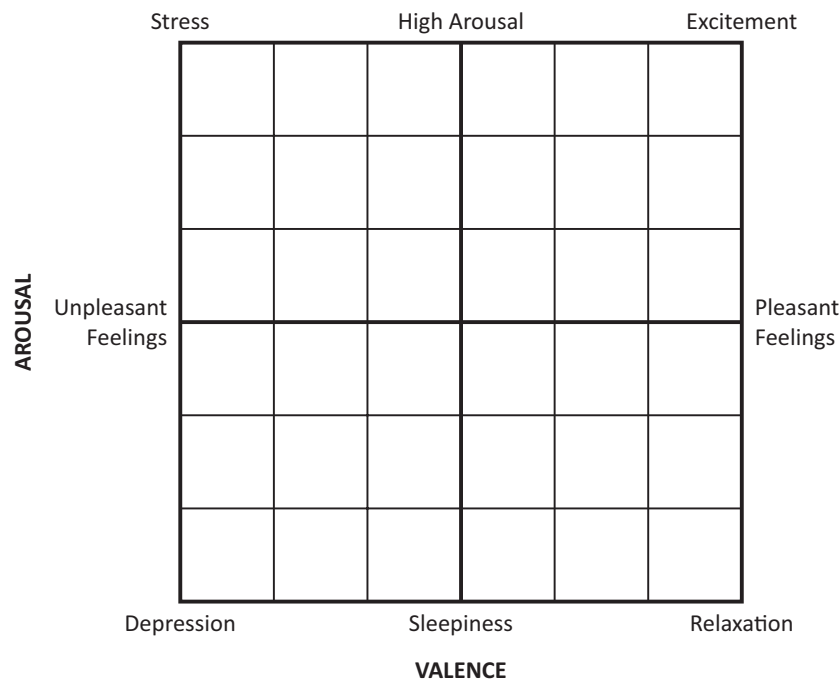 Stress
High Arousal
Excitement
AROUSAL
Unpleasant
Feelings
Pleasant
Feelings
Depression
Sleepiness
Relaxation
VALENCE